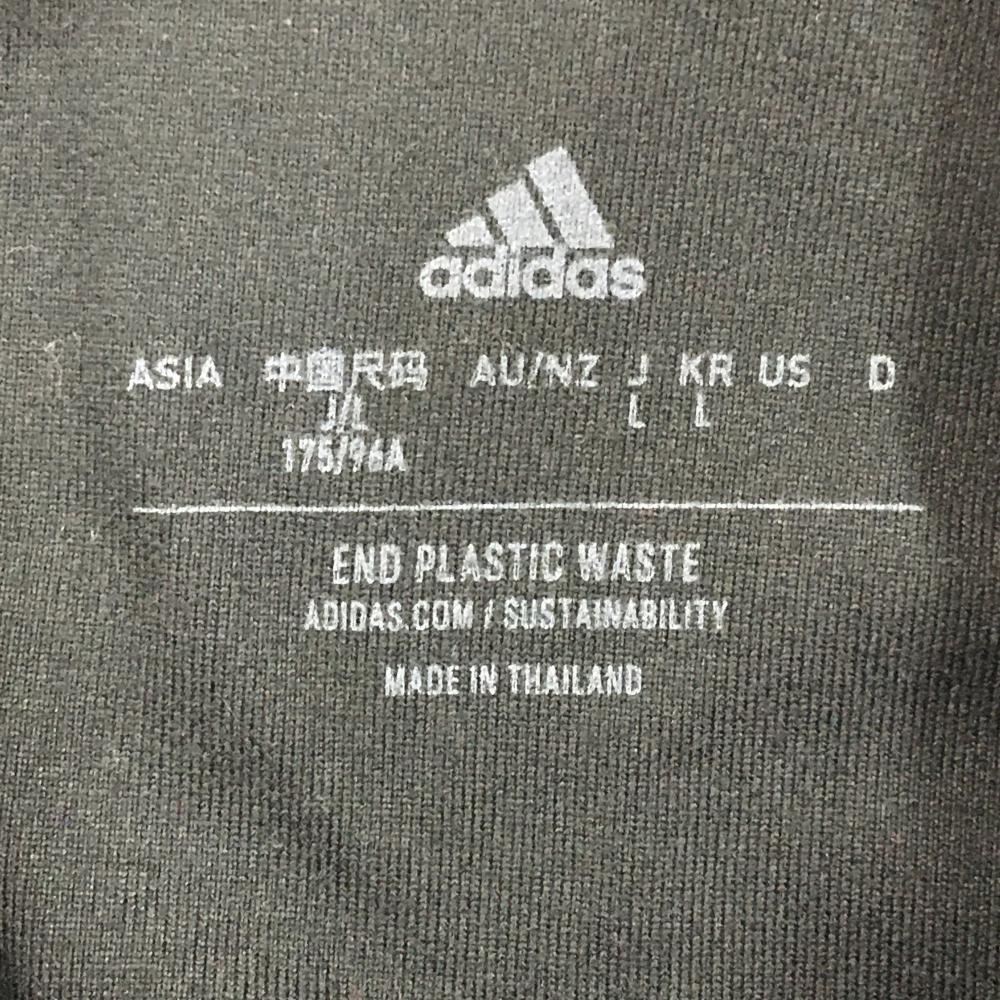 adidas
ASIA 中国尺码 AU/NZ J KR US D
J/L L L
175/96A
END PLASTIC WASTE
ADIDAS.COM / SUSTAINABILITY
MADE IN THAILAND